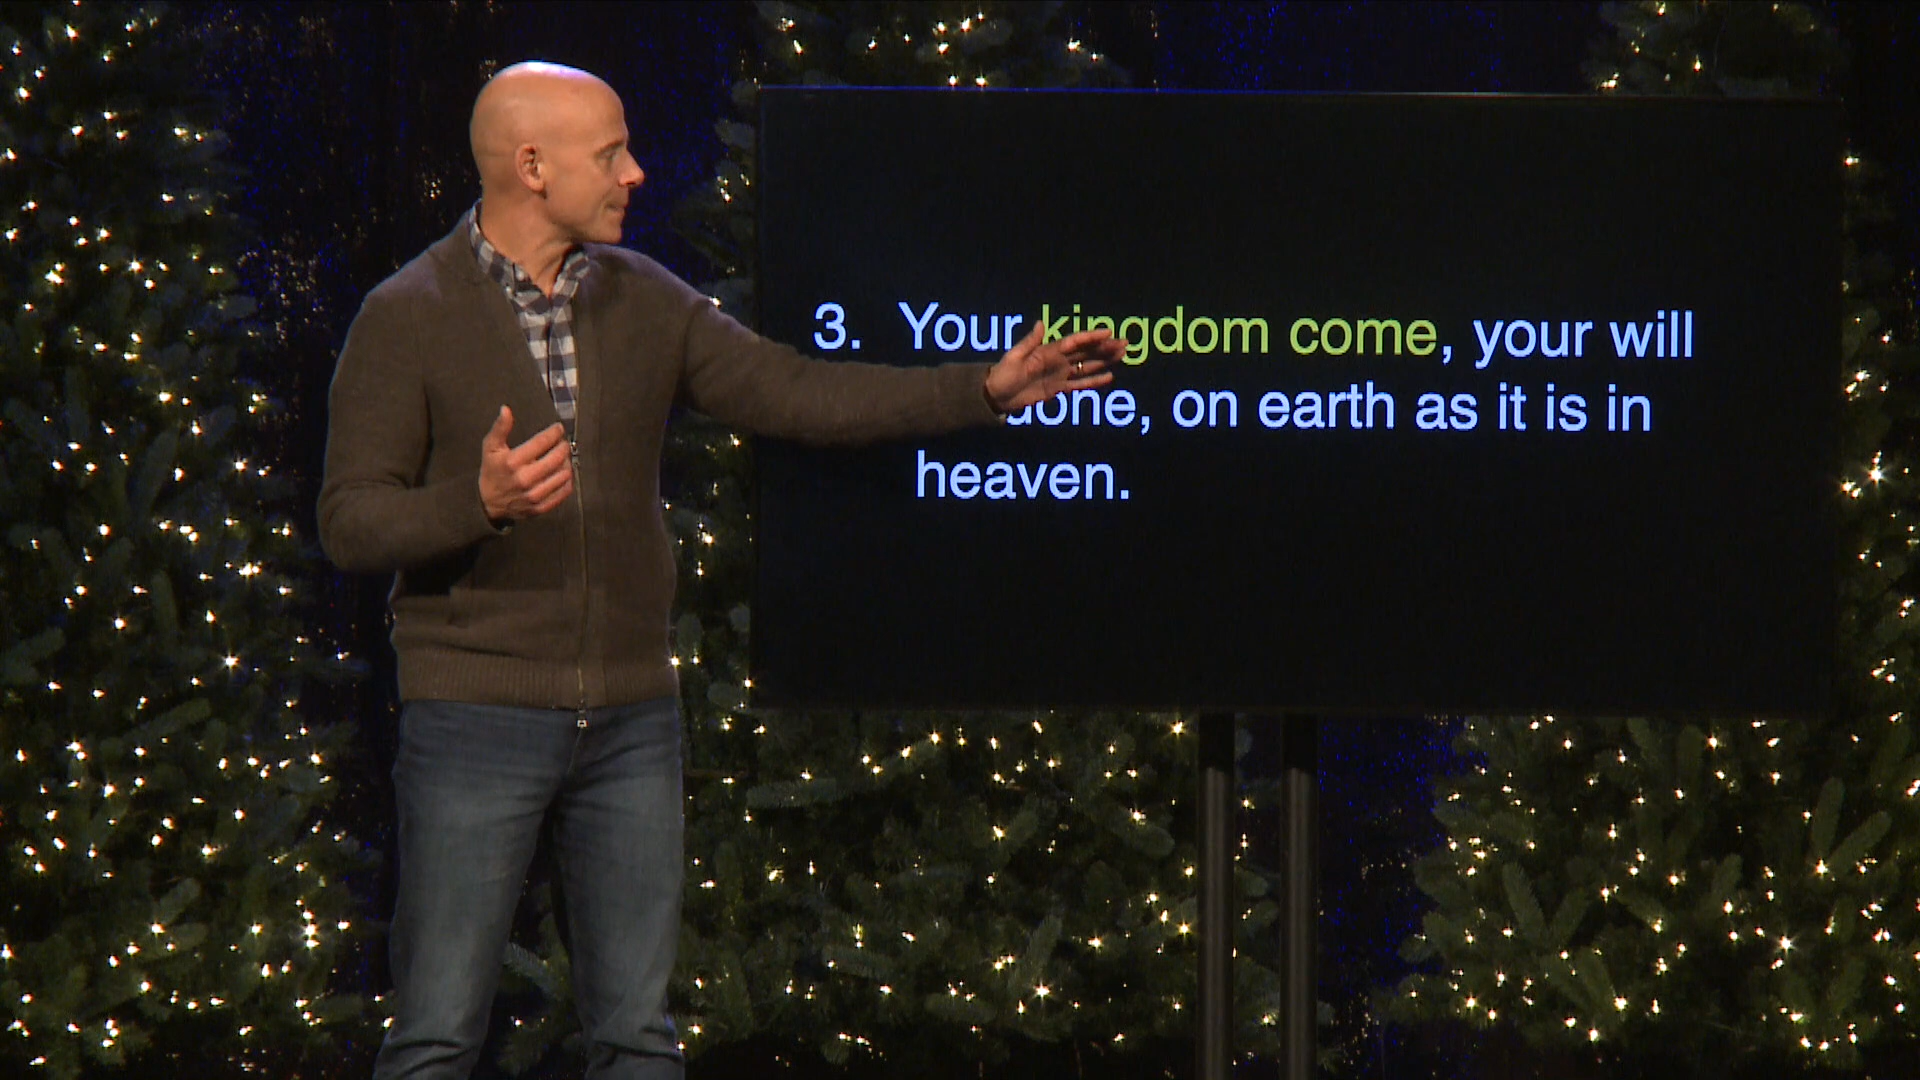 3. Your kingdom come, your will
done, on earth as it is in
heaven.